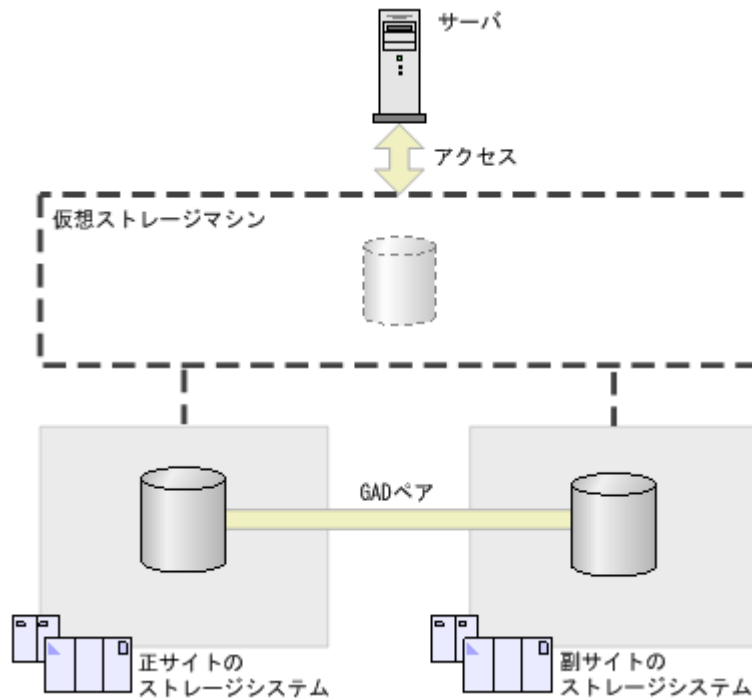 サーバ
アクセス
仮想ストレージマシン
GADペア
正サイトの
ストレージシステム
副サイトの
ストレージシステム